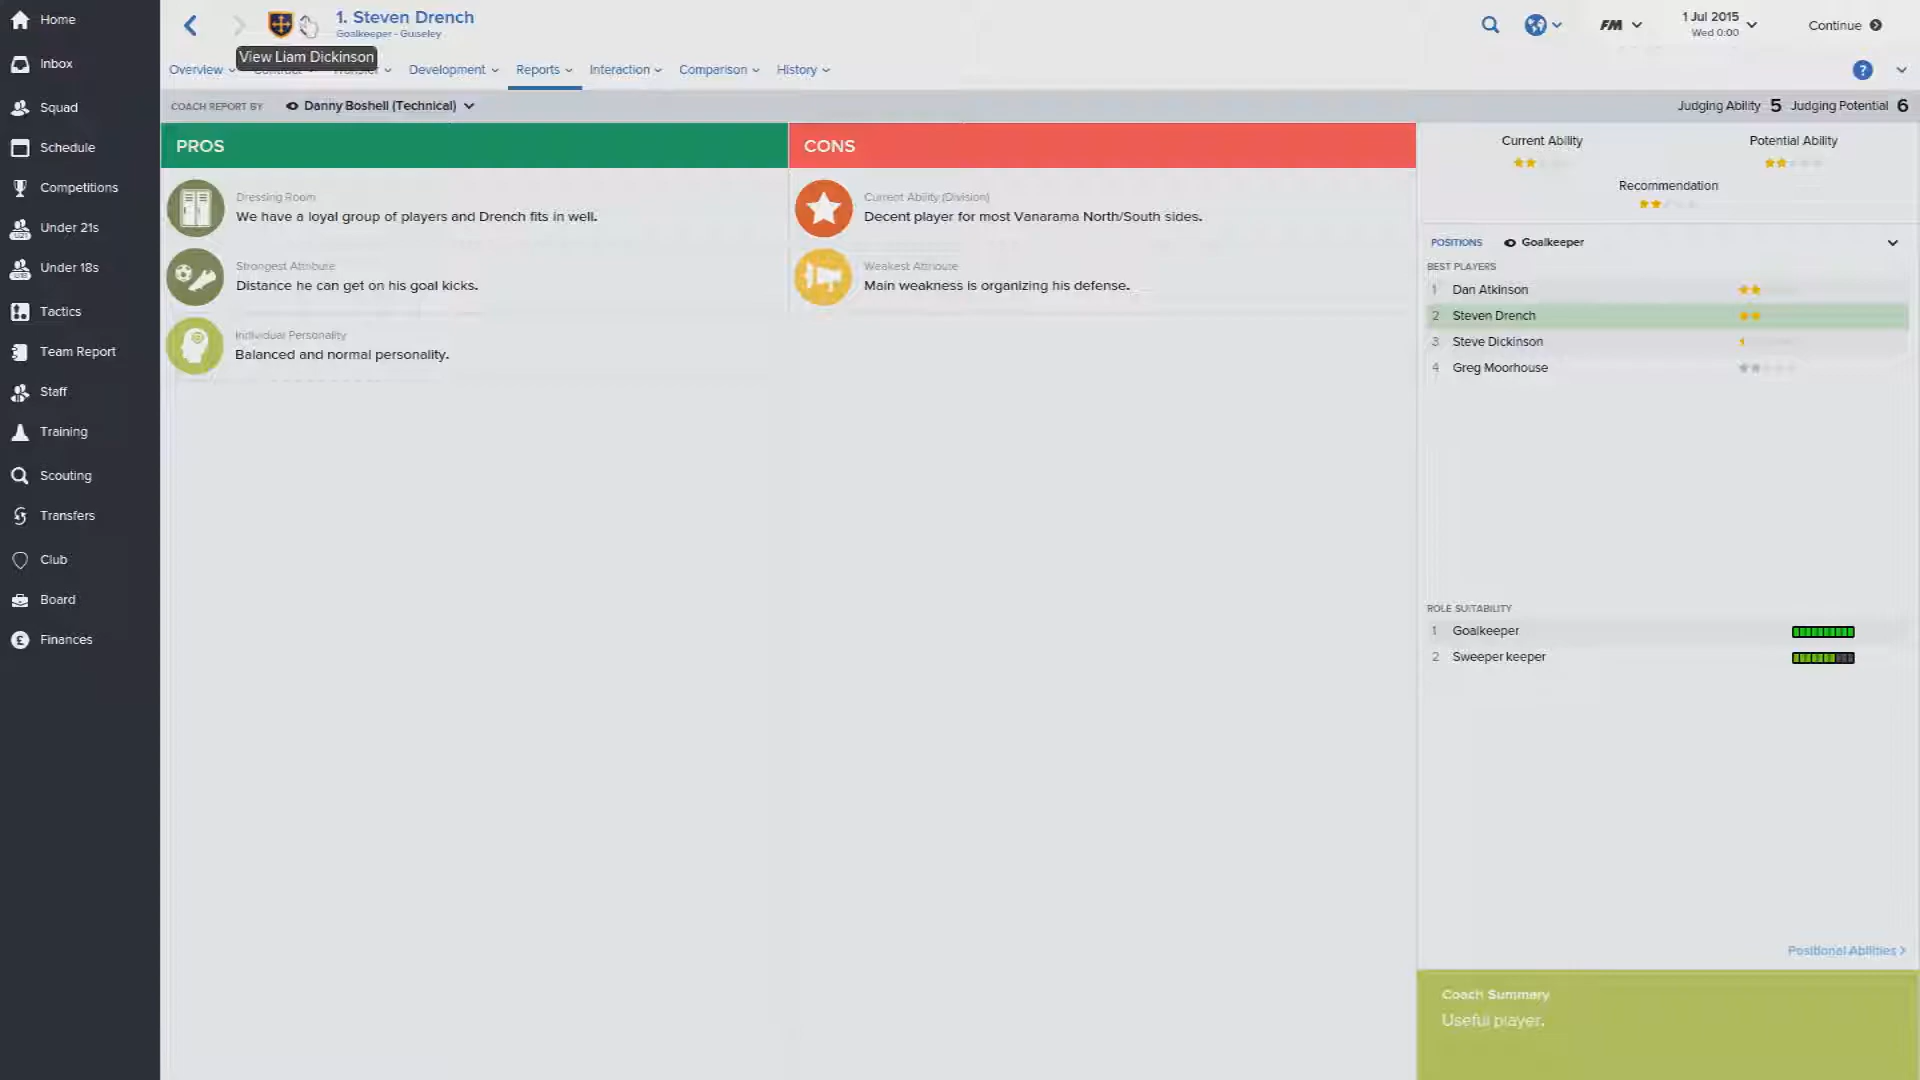 Home
Inbox
Squad
Schedule
Competitions
Under 21s
Under 18s
Tactics
Team Report
Staff
Training
Scouting
Transfers
Club
Board
Finances
1. Steven Drench
Goalkeeper - Guiseley
View Liam Dickinson
FM
1 Jul 2015
Wed 0:00
Continue
Overview
Development
Reports
Interaction
Comparison
History
?
COACH REPORT BY Danny Boshell (Technical)
Judging Ability 5 Judging Potential 6
PROS
Dressing Room
We have a loyal group of players and Drench fits in well.
Strongest Attribute
Distance he can get on his goal kicks.
Individual Personality
Balanced and normal personality.
CONS
Current Ability (Division)
Decent player for most Vanarama North/South sides.
Weakest Attribute
Main weakness is organizing his defense.
Current Ability
Potential Ability
Recommendation
POSITIONS Goalkeeper
BEST PLAYERS
1 Dan Atkinson
2 Steven Drench
3 Steve Dickinson
4 Greg Moorhouse
ROLE SUITABILITY
1 Goalkeeper
2 Sweeper keeper
Positional Abilities >
Coach Summary
Useful player.